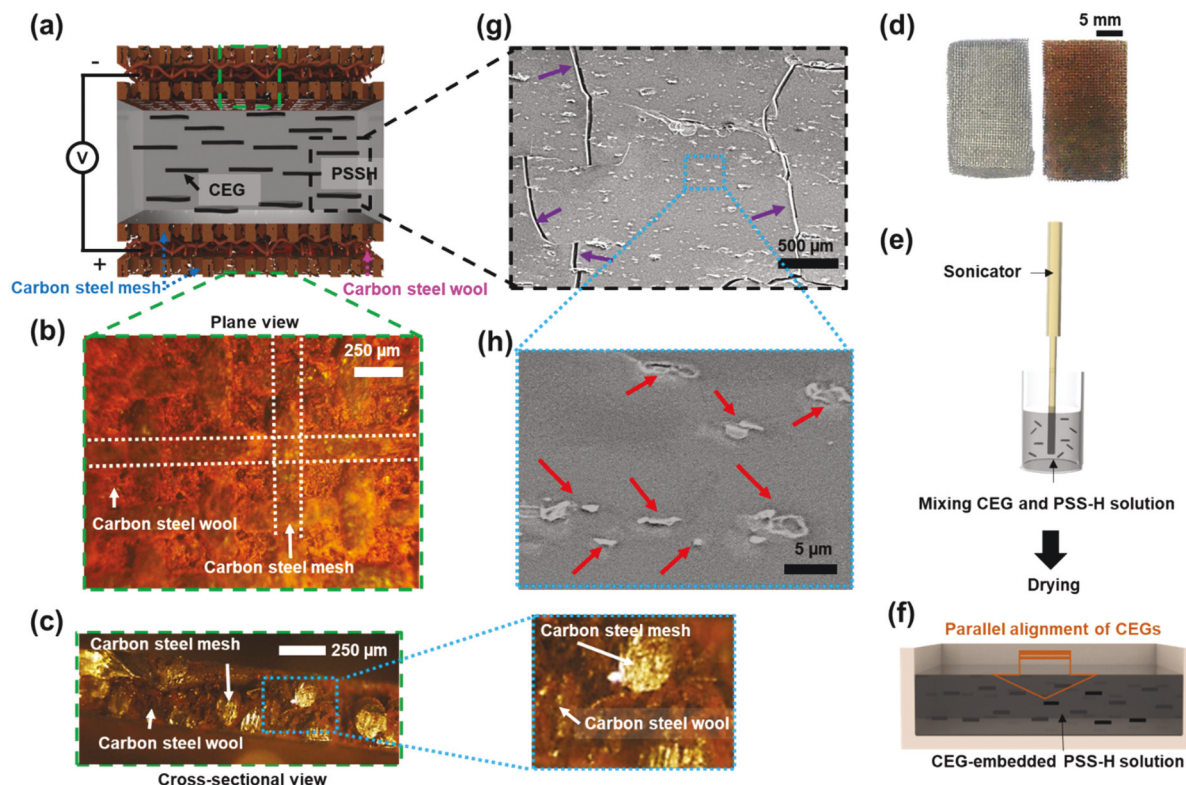 (a)
-
V
CEG
PSSH
+
Carbon steel mesh
Carbon steel wool
(b)
Plane view
250 µm
Carbon steel wool
Carbon steel mesh
(c)
Carbon steel mesh
250 µm
Carbon steel wool
Cross-sectional view
Carbon steel mesh
Carbon steel wool
(g)
500 µm
(h)
5 µm
(d)
5 mm
(e)
Sonicator
Mixing CEG and PSS-H solution
Drying
(f)
Parallel alignment of CEGs
CEG-embedded PSS-H solution